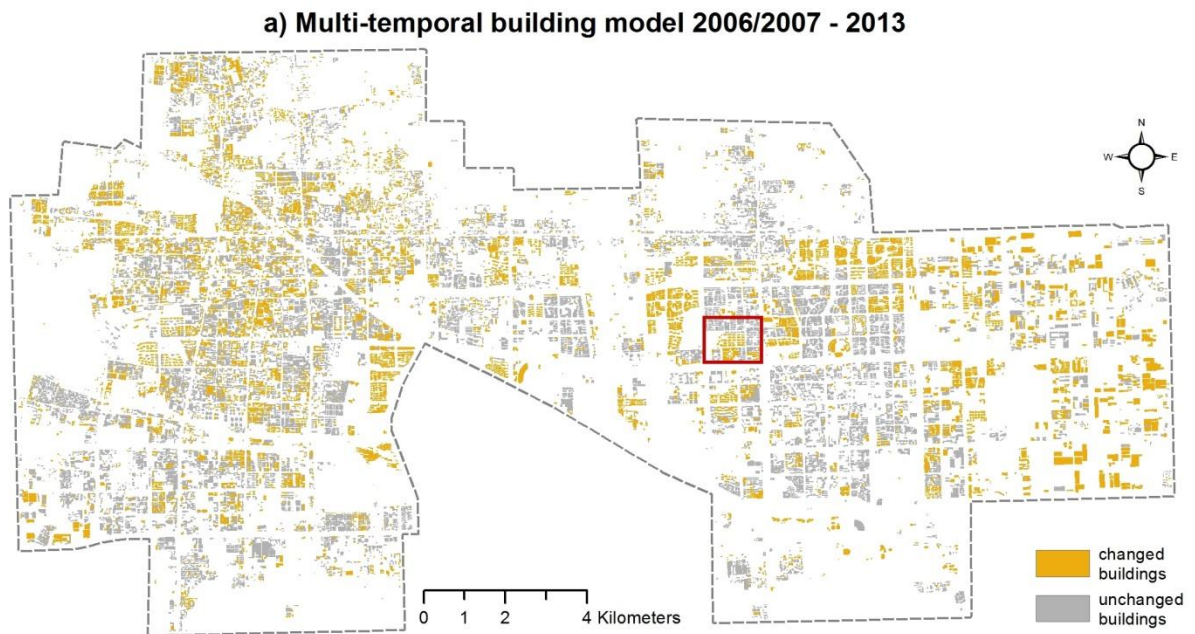 a) Multi-temporal building model 2006/2007 - 2013
N
W E
S
changed
buildings
unchanged
buildings
0 1 2 4 Kilometers